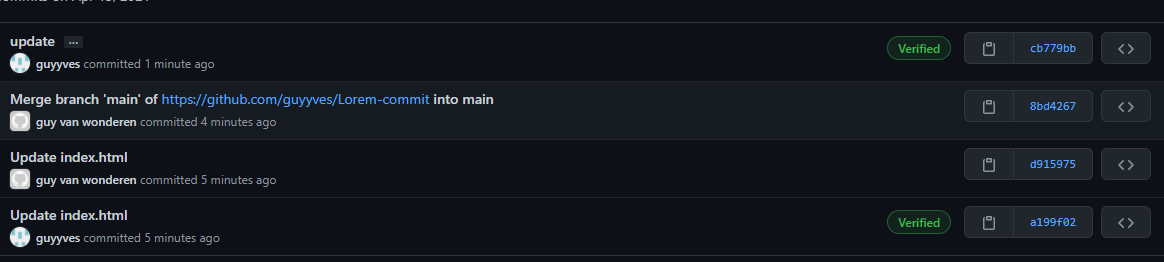 update ...
Verified
cb779bb
guyyves committed 1 minute ago
Merge branch 'main' of https://github.com/guyyves/Lorem-commit into main
8bd4267
guy van wonderen committed 4 minutes ago
Update index.html
d915975
guy van wonderen committed 5 minutes ago
Update index.html
Verified
a199f02
guyyves committed 5 minutes ago